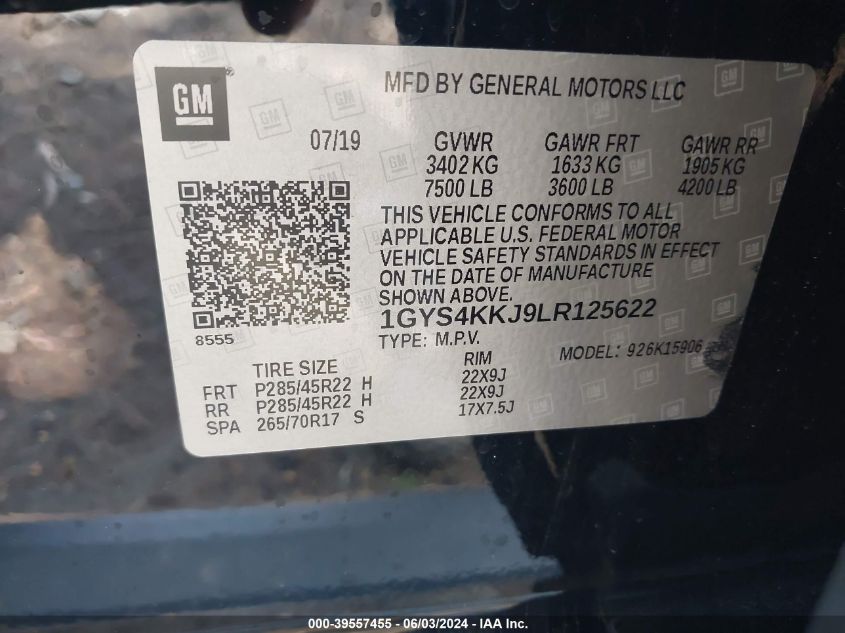 GM
MFD BY GENERAL MOTORS LLC
07/19
GVWR GAWR FRT GAWR RR
3402 KG 1633 KG 1905 KG
7500 LB 3600 LB 4200 LB
THIS VEHICLE CONFORMS TO ALL
APPLICABLE U.S. FEDERAL MOTOR
VEHICLE SAFETY STANDARDS IN EFFECT
ON THE DATE OF MANUFACTURE
SHOWN ABOVE.
8555
1GYS4KKJ9LR125622
TYPE: M.P.V. MODEL: 926K15906
TIRE SIZE RIM
FRT P285/45R22 H 22X9J
RR P285/45R22 H 22X9J
SPA 265/70R17 S 17X7.5J
000-39557455 - 06/03/2024 - IAA Inc.